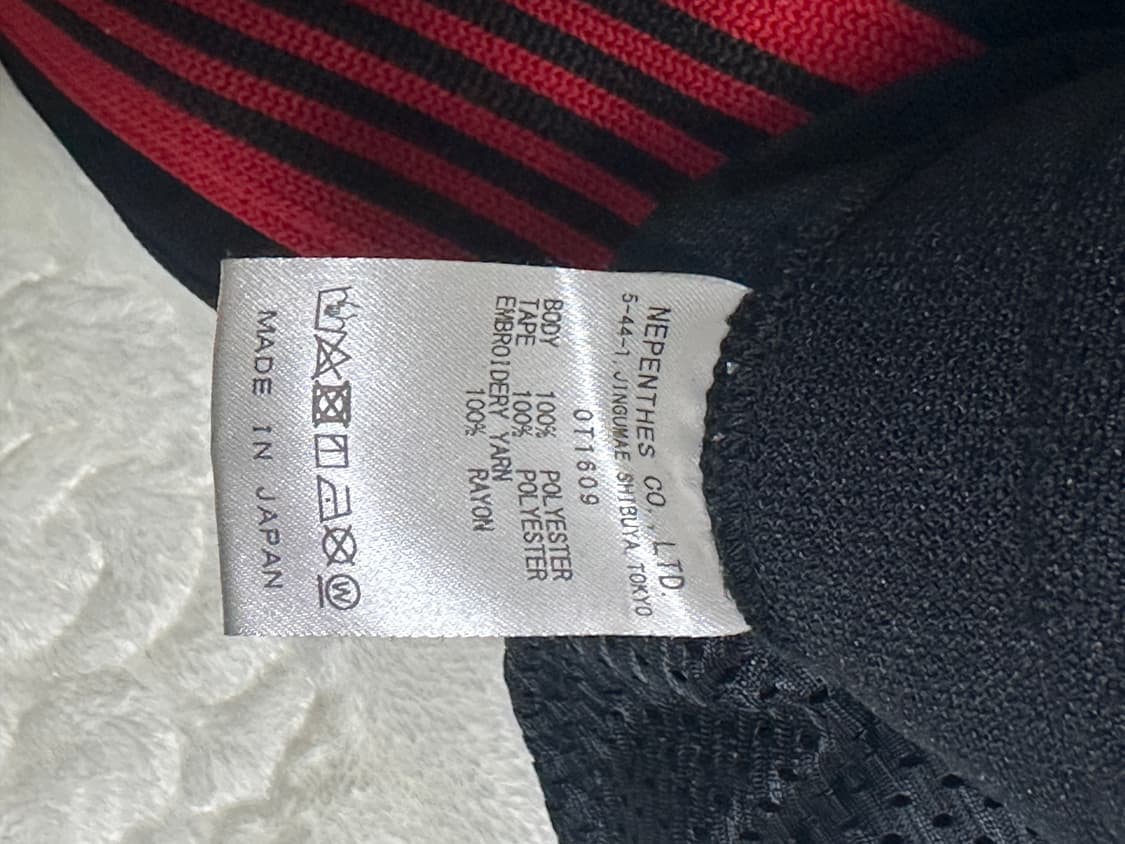 NEPENTHES CO., LTD.
5-44-1, JINGUMAE SHIBUYA TOKYO
OT1609
BODY 100% POLYESTER
TAPE 100% POLYESTER
EMBROIDERY YARN
100% RAYON
W
MADE IN JAPAN